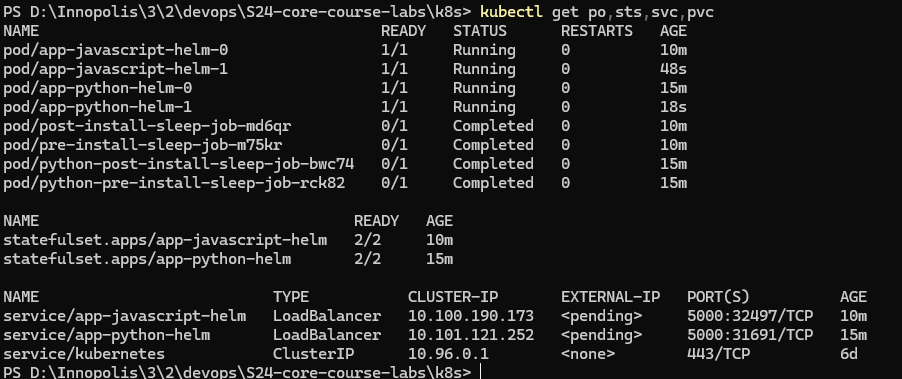 PS D:\Innopolis\3\2\devops\S24-core-course-labs\k8s> kubectl get po,sts,svc,pvc
NAME READY STATUS RESTARTS AGE
pod/app-javascript-helm-0 1/1 Running 0 10m
pod/app-javascript-helm-1 1/1 Running 0 48s
pod/app-python-helm-0 1/1 Running 0 15m
pod/app-python-helm-1 1/1 Running 0 18s
pod/post-install-sleep-job-md6qr 0/1 Completed 0 10m
pod/pre-install-sleep-job-m75kr 0/1 Completed 0 10m
pod/python-post-install-sleep-job-bwc74 0/1 Completed 0 15m
pod/python-pre-install-sleep-job-rck82 0/1 Completed 0 15m
NAME READY AGE
statefulset.apps/app-javascript-helm 2/2 10m
statefulset.apps/app-python-helm 2/2 15m
NAME TYPE CLUSTER-IP EXTERNAL-IP PORT(S) AGE
service/app-javascript-helm LoadBalancer 10.100.190.173 <pending> 5000:32497/TCP 10m
service/app-python-helm LoadBalancer 10.101.121.252 <pending> 5000:31691/TCP 15m
service/kubernetes ClusterIP 10.96.0.1 <none> 443/TCP 6d
PS D:\Innopolis\3\2\devops\S24-core-course-labs\k8s>